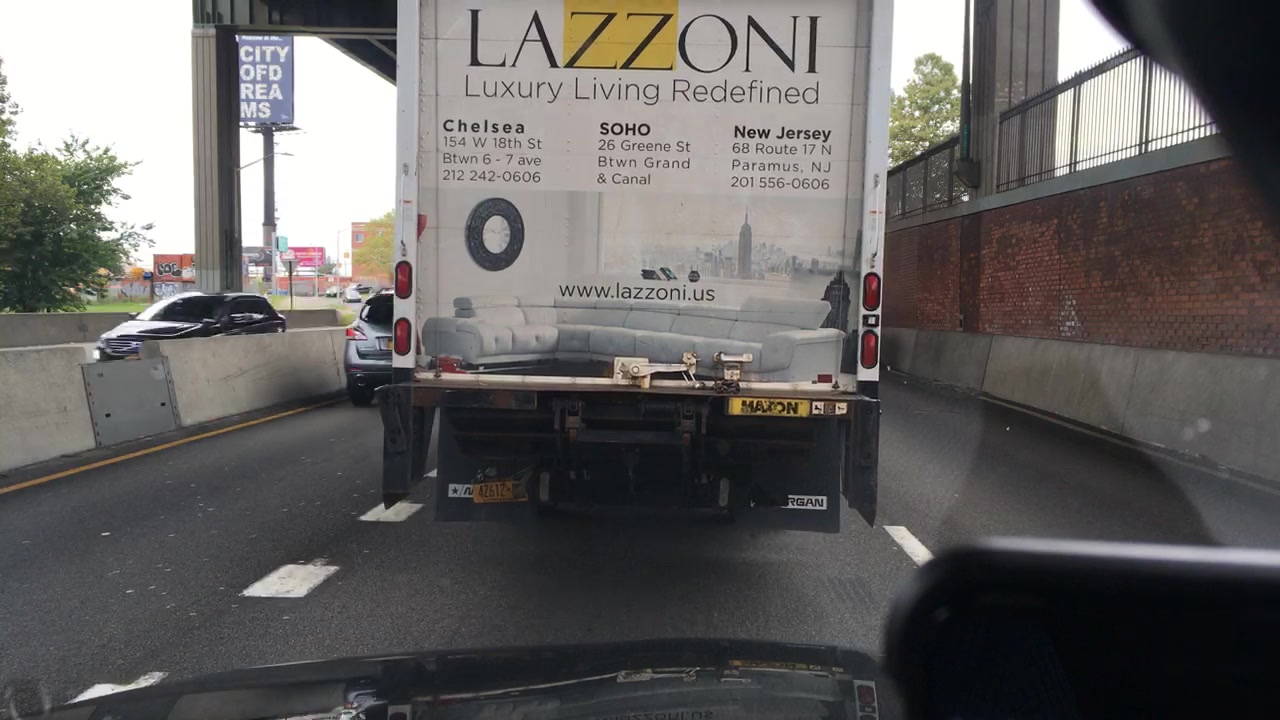 CITY
OFD
REA
MS
LAZZONI
Luxury Living Redefined
Chelsea
154 W 18th St
Btwn 6 - 7 ave
212 242-0606
SOHO
26 Greene St
Btwn Grand
& Canal
New Jersey
68 Route 17 N
Paramus, NJ
201 556-0606
www.lazzoni.us
MAXON